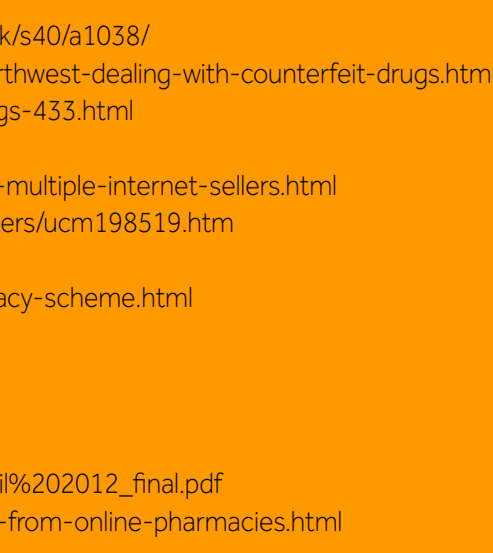 k/s40/a1038/
rthwest-dealing-with-counterfeit-drugs.htm
gs-433.html
-multiple-internet-sellers.html
ers/ucm198519.htm
acy-scheme.html
il%202012_final.pdf
-from-online-pharmacies.html